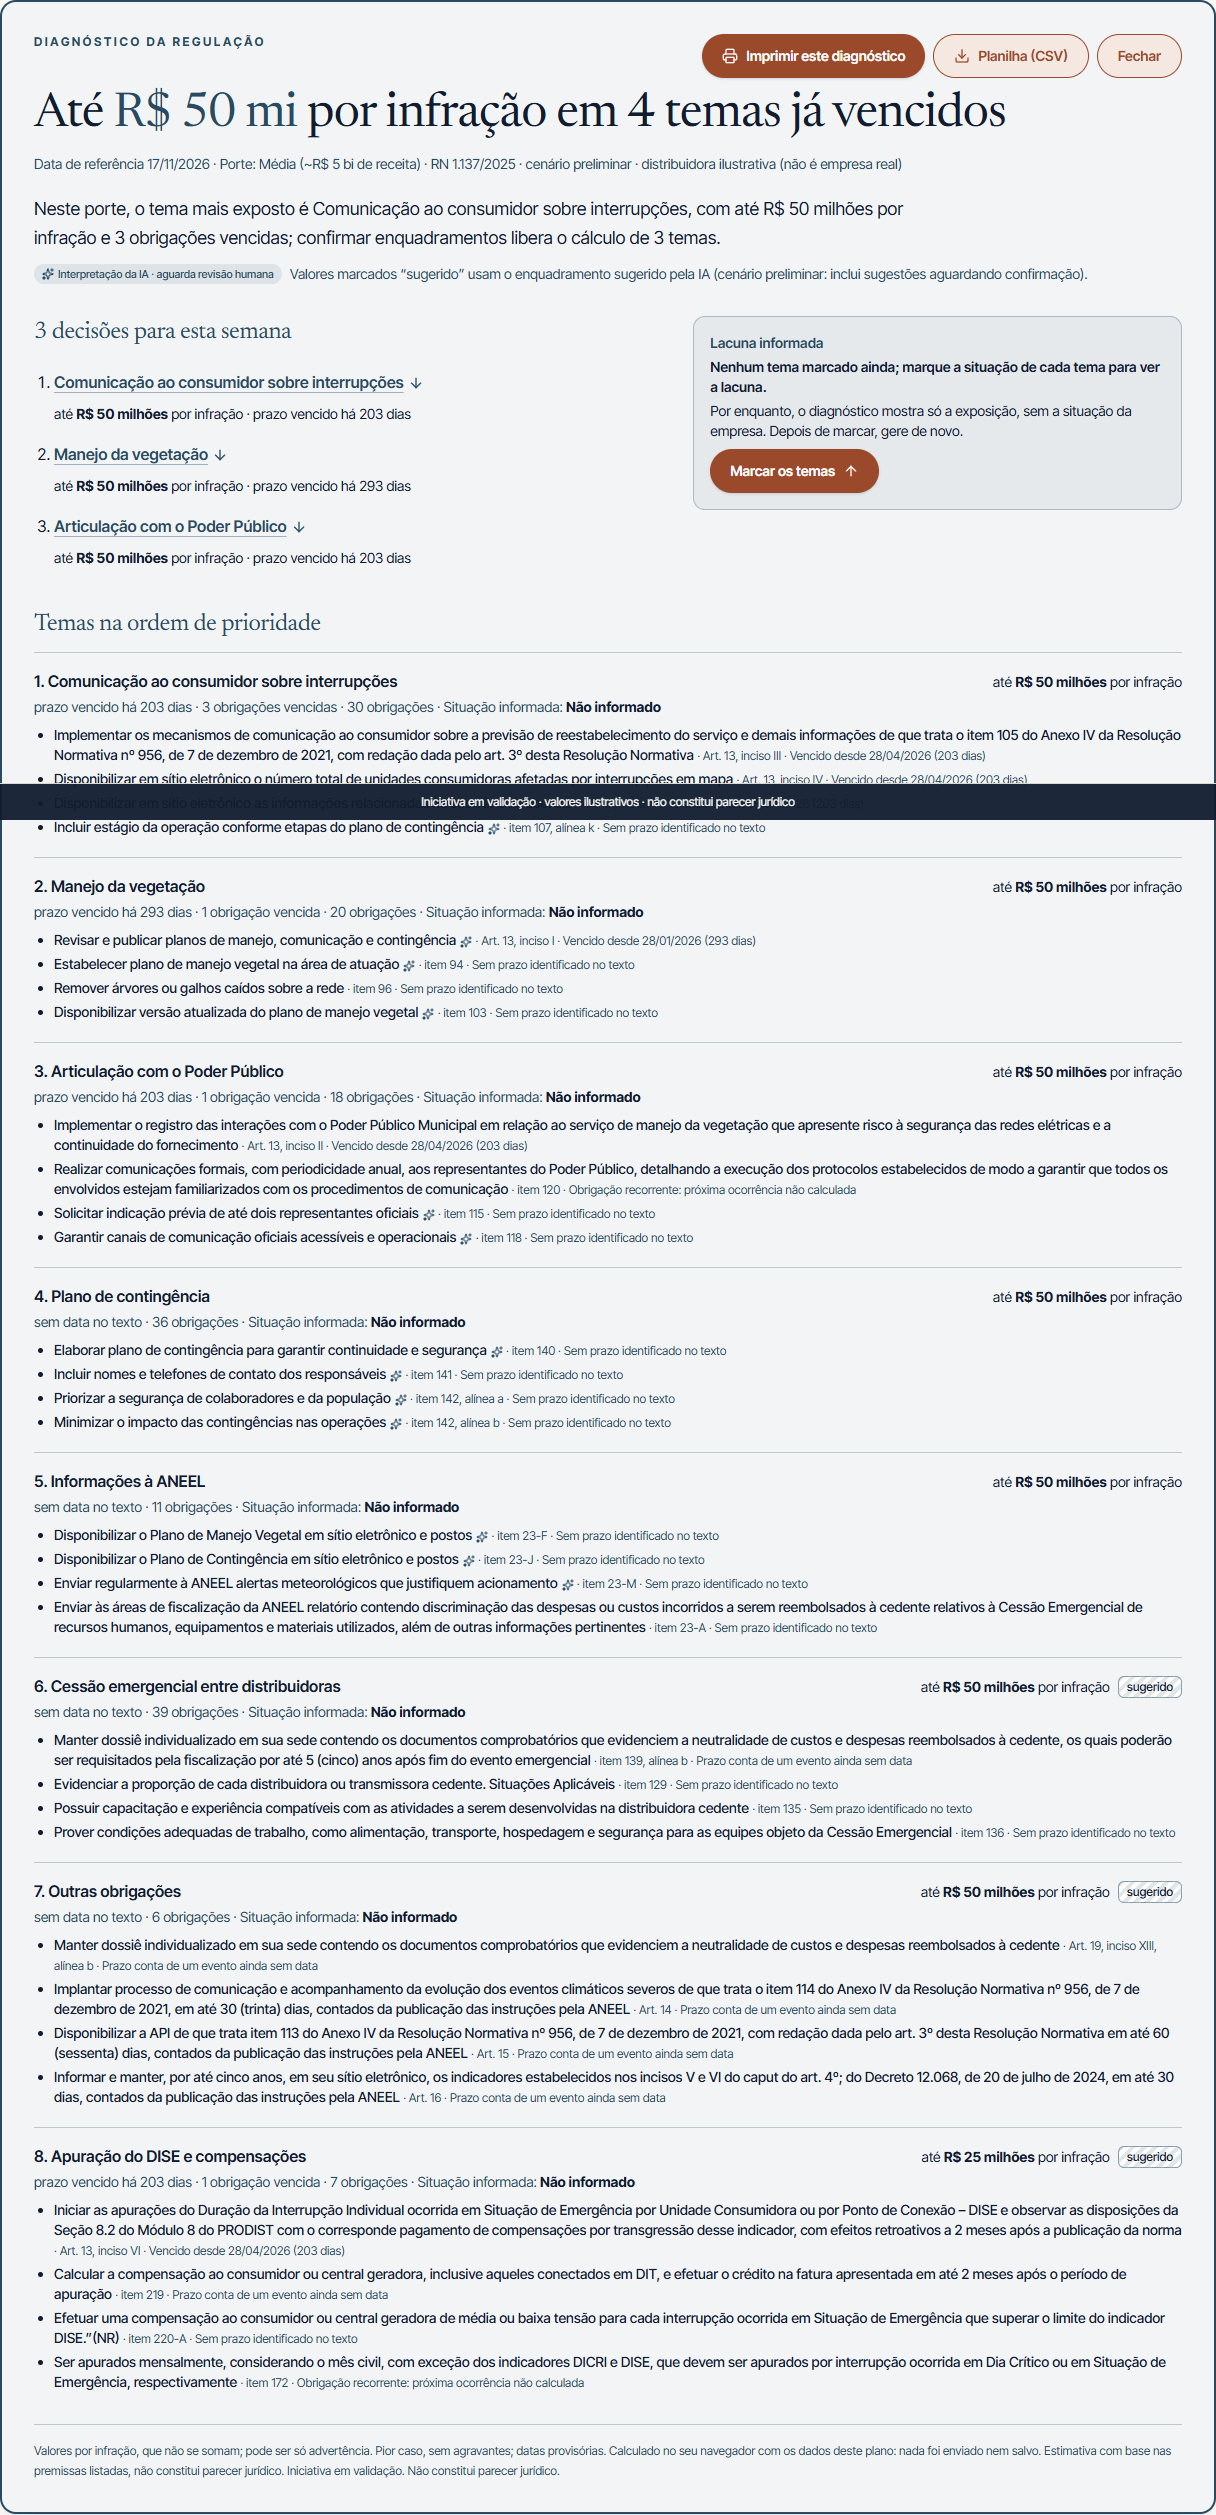 DIAGNÓSTICO DA REGULAÇÃO
Imprimir este diagnóstico
Planilha (CSV)
Fechar
Até R$ 50 mi por infração em 4 temas já vencidos
Data de referência 17/11/2026 · Porte: Média (~R$ 5 bi de receita) · RN 1.137/2025 · cenário preliminar · distribuidora ilustrativa (não é empresa real)
Neste porte, o tema mais exposto é Comunicação ao consumidor sobre interrupções, com até R$ 50 milhões por
infração e 3 obrigações vencidas; confirmar enquadramentos libera o cálculo de 3 temas.
Interpretação da IA · aguarda revisão humana
Valores marcados “sugerido” usam o enquadramento sugerido pela IA (cenário preliminar: inclui sugestões aguardando confirmação).
3 decisões para esta semana
1. Comunicação ao consumidor sobre interrupções ↓
até R$ 50 milhões por infração · prazo vencido há 203 dias
2. Manejo da vegetação ↓
até R$ 50 milhões por infração · prazo vencido há 293 dias
3. Articulação com o Poder Público ↓
até R$ 50 milhões por infração · prazo vencido há 203 dias
Lacuna informada
Nenhum tema marcado ainda; marque a situação de cada tema para ver
a lacuna.
Por enquanto, o diagnóstico mostra só a exposição, sem a situação da
empresa. Depois de marcar, gere de novo.
Marcar os temas ↑
Temas na ordem de prioridade
1. Comunicação ao consumidor sobre interrupções
até R$ 50 milhões por infração
prazo vencido há 203 dias · 3 obrigações vencidas · 30 obrigações · Situação informada: Não informado
• Implementar os mecanismos de comunicação ao consumidor sobre a previsão de reestabelecimento do serviço e demais informações de que trata o item 105 do Anexo IV da Resolução
Normativa nº 956, de 7 de dezembro de 2021, com redação dada pelo art. 3º desta Resolução Normativa · Art. 13, inciso III · Vencido desde 28/04/2026 (203 dias)
• Disponibilizar em sítio eletrônico o número total de unidades consumidoras afetadas por interrupções em mapa · Art. 13, inciso IV · Vencido desde 28/04/2026 (203 dias)
Disponibilizar em sítio eletrônico as informações relacionada
Iniciativa em validação · valores ilustrativos · não constitui parecer jurídico
(203 dias)
• Incluir estágio da operação conforme etapas do plano de contingência · item 107, alínea k · Sem prazo identificado no texto
2. Manejo da vegetação
até R$ 50 milhões por infração
prazo vencido há 293 dias · 1 obrigação vencida · 20 obrigações · Situação informada: Não informado
• Revisar e publicar planos de manejo, comunicação e contingência · Art. 13, inciso I · Vencido desde 28/01/2026 (293 dias)
• Estabelecer plano de manejo vegetal na área de atuação · item 94 · Sem prazo identificado no texto
• Remover árvores ou galhos caídos sobre a rede · item 96 · Sem prazo identificado no texto
• Disponibilizar versão atualizada do plano de manejo vegetal · item 103 · Sem prazo identificado no texto
3. Articulação com o Poder Público
até R$ 50 milhões por infração
prazo vencido há 203 dias · 1 obrigação vencida · 18 obrigações · Situação informada: Não informado
• Implementar o registro das interações com o Poder Público Municipal em relação ao serviço de manejo da vegetação que apresente risco à segurança das redes elétricas e a
continuidade do fornecimento · Art. 13, inciso II · Vencido desde 28/04/2026 (203 dias)
• Realizar comunicações formais, com periodicidade anual, aos representantes do Poder Público, detalhando a execução dos protocolos estabelecidos de modo a garantir que todos os
envolvidos estejam familiarizados com os procedimentos de comunicação · item 120 · Obrigação recorrente: próxima ocorrência não calculada
• Solicitar indicação prévia de até dois representantes oficiais · item 115 · Sem prazo identificado no texto
• Garantir canais de comunicação oficiais acessíveis e operacionais · item 118 · Sem prazo identificado no texto
4. Plano de contingência
até R$ 50 milhões por infração
sem data no texto · 36 obrigações · Situação informada: Não informado
• Elaborar plano de contingência para garantir continuidade e segurança · item 140 · Sem prazo identificado no texto
• Incluir nomes e telefones de contato dos responsáveis · item 141 · Sem prazo identificado no texto
• Priorizar a segurança de colaboradores e da população · item 142, alínea a · Sem prazo identificado no texto
• Minimizar o impacto das contingências nas operações · item 142, alínea b · Sem prazo identificado no texto
5. Informações à ANEEL
até R$ 50 milhões por infração
sem data no texto · 11 obrigações · Situação informada: Não informado
• Disponibilizar o Plano de Manejo Vegetal em sítio eletrônico e postos · item 23-F · Sem prazo identificado no texto
• Disponibilizar o Plano de Contingência em sítio eletrônico e postos · item 23-J · Sem prazo identificado no texto
• Enviar regularmente à ANEEL alertas meteorológicos que justifiquem acionamento · item 23-M · Sem prazo identificado no texto
• Enviar às áreas de fiscalização da ANEEL relatório contendo discriminação das despesas ou custos incorridos a serem reembolsados à cedente relativos à Cessão Emergencial de
recursos humanos, equipamentos e materiais utilizados, além de outras informações pertinentes · item 23-A · Sem prazo identificado no texto
6. Cessão emergencial entre distribuidoras
até R$ 50 milhões por infração sugerido
sem data no texto · 39 obrigações · Situação informada: Não informado
• Manter dossiê individualizado em sua sede contendo os documentos comprobatórios que evidenciem a neutralidade de custos e despesas reembolsados à cedente, os quais poderão
ser requisitados pela fiscalização por até 5 (cinco) anos após fim do evento emergencial · item 139, alínea b · Prazo conta de um evento ainda sem data
• Evidenciar a proporção de cada distribuidora ou transmissora cedente. Situações Aplicáveis · item 129 · Sem prazo identificado no texto
• Possuir capacitação e experiência compatíveis com as atividades a serem desenvolvidas na distribuidora cedente · item 135 · Sem prazo identificado no texto
• Prover condições adequadas de trabalho, como alimentação, transporte, hospedagem e segurança para as equipes objeto da Cessão Emergencial · item 136 · Sem prazo identificado no texto
7. Outras obrigações
até R$ 50 milhões por infração sugerido
sem data no texto · 6 obrigações · Situação informada: Não informado
• Manter dossiê individualizado em sua sede contendo os documentos comprobatórios que evidenciem a neutralidade de custos e despesas reembolsados à cedente · Art. 19, inciso XIII,
alínea b · Prazo conta de um evento ainda sem data
• Implantar processo de comunicação e acompanhamento da evolução dos eventos climáticos severos de que trata o item 114 do Anexo IV da Resolução Normativa nº 956, de 7 de
dezembro de 2021, em até 30 (trinta) dias, contados da publicação das instruções pela ANEEL · Art. 14 · Prazo conta de um evento ainda sem data
• Disponibilizar a API de que trata item 113 do Anexo IV da Resolução Normativa nº 956, de 7 de dezembro de 2021, com redação dada pelo art. 3º desta Resolução Normativa em até 60
(sessenta) dias, contados da publicação das instruções pela ANEEL · Art. 15 · Prazo conta de um evento ainda sem data
• Informar e manter, por até cinco anos, em seu sítio eletrônico, os indicadores estabelecidos nos incisos V e VI do caput do art. 4º; do Decreto 12.068, de 20 de julho de 2024, em até 30
dias, contados da publicação das instruções pela ANEEL · Art. 16 · Prazo conta de um evento ainda sem data
8. Apuração do DISE e compensações
até R$ 25 milhões por infração sugerido
prazo vencido há 203 dias · 1 obrigação vencida · 7 obrigações · Situação informada: Não informado
• Iniciar as apurações do Duração da Interrupção Individual ocorrida em Situação de Emergência por Unidade Consumidora ou por Ponto de Conexão – DISE e observar as disposições da
Seção 8.2 do Módulo 8 do PRODIST com o corresponde pagamento de compensações por transgressão desse indicador, com efeitos retroativos a 2 meses após a publicação da norma
· Art. 13, inciso VI · Vencido desde 28/04/2026 (203 dias)
• Calcular a compensação ao consumidor ou central geradora, inclusive aqueles conectados em DIT, e efetuar o crédito na fatura apresentada em até 2 meses após o período de
apuração · item 219 · Prazo conta de um evento ainda sem data
• Efetuar uma compensação ao consumidor ou central geradora de média ou baixa tensão para cada interrupção ocorrida em Situação de Emergência que superar o limite do indicador
DISE.”(NR) · item 220-A · Sem prazo identificado no texto
• Ser apurados mensalmente, considerando o mês civil, com exceção dos indicadores DICRI e DISE, que devem ser apurados por interrupção ocorrida em Dia Crítico ou em Situação de
Emergência, respectivamente · item 172 · Obrigação recorrente: próxima ocorrência não calculada
Valores por infração, que não se somam; pode ser só advertência. Pior caso, sem agravantes; datas provisórias. Calculado no seu navegador com os dados deste plano: nada foi enviado nem salvo. Estimativa com base nas
premissas listadas, não constitui parecer jurídico. Iniciativa em validação. Não constitui parecer jurídico.